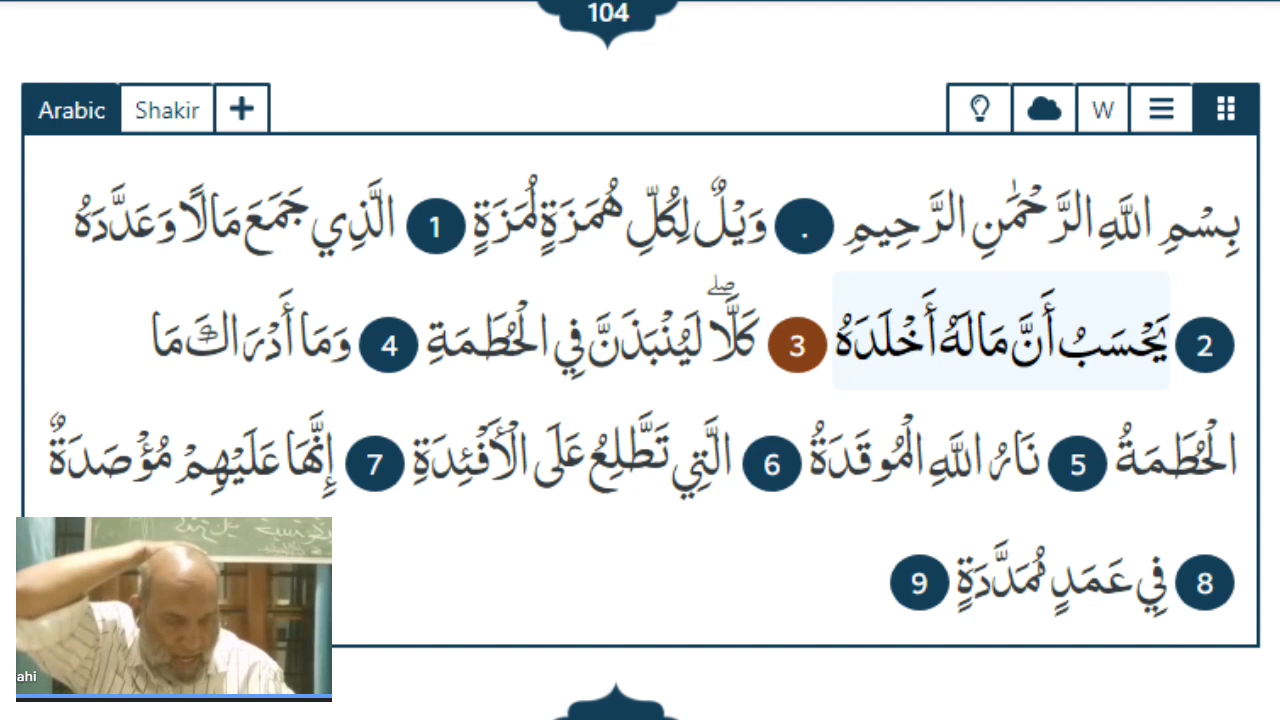 104
Arabic Shakir + W
بِسْمِ اللَّهِ الرَّحْمَٰنِ الرَّحِيمِ . وَيْلٌ لِكُلِّ هُمَزَةٍ لُمَزَةٍ 1 الَّذِي جَمَعَ مَالًا وَعَدَّدَهُ
2 يَحْسَبُ أَنَّ مَالَهُ أَخْلَدَهُ 3 كَلَّا ۖ لَيُنْبَذَنَّ فِي الْحُطَمَةِ 4 وَمَا أَدْرَاكَ مَا
الْحُطَمَةُ 5 نَارُ اللَّهِ الْمُوقَدَةُ 6 الَّتِي تَطَّلِعُ عَلَى الْأَفْئِدَةِ 7 إِنَّهَا عَلَيْهِمْ مُؤْصَدَةٌ
8 فِي عَمَدٍ مُمَدَّدَةٍ 9
ahi